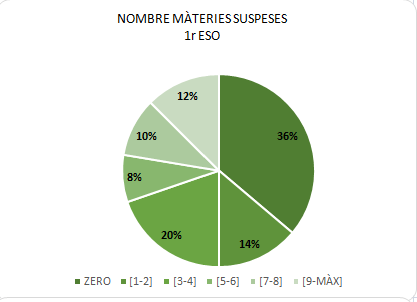 NOMBRE MÀTERIES SUSPESES
1r ESO
12%
36%
10%
8%
20%
14%
ZERO [1-2] [3-4] [5-6] [7-8] [9-MÀX]